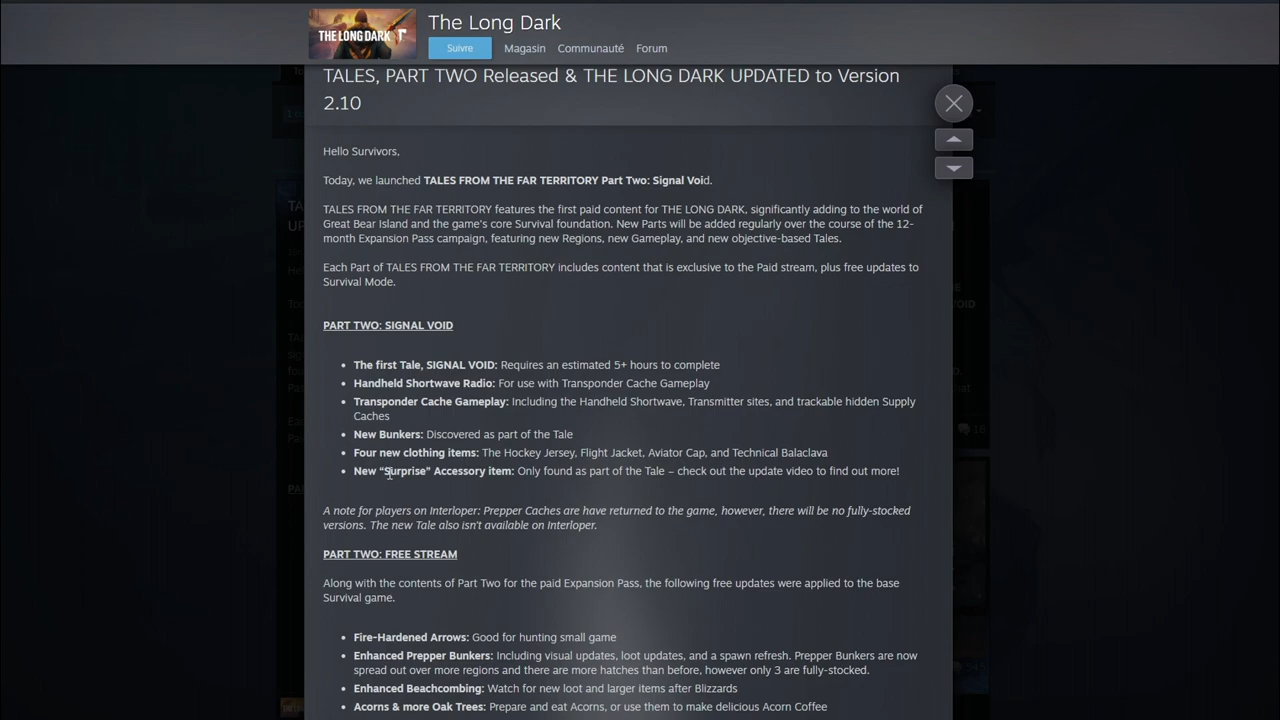 THE LONG DARK
The Long Dark
Suivre
Magasin Communauté Forum
TALES, PART TWO Released & THE LONG DARK UPDATED to Version
2.10
Hello Survivors,
Today, we launched TALES FROM THE FAR TERRITORY Part Two: Signal Void.
TALES FROM THE FAR TERRITORY features the first paid content for THE LONG DARK, significantly adding to the world of
Great Bear Island and the game's core Survival foundation. New Parts will be added regularly over the course of the 12-
month Expansion Pass campaign, featuring new Regions, new Gameplay, and new objective-based Tales.
Each Part of TALES FROM THE FAR TERRITORY includes content that is exclusive to the Paid stream, plus free updates to
Survival Mode.
PART TWO: SIGNAL VOID
• The first Tale, SIGNAL VOID: Requires an estimated 5+ hours to complete
• Handheld Shortwave Radio: For use with Transponder Cache Gameplay
• Transponder Cache Gameplay: Including the Handheld Shortwave, Transmitter sites, and trackable hidden Supply
Caches
• New Bunkers: Discovered as part of the Tale
• Four new clothing items: The Hockey Jersey, Flight Jacket, Aviator Cap, and Technical Balaclava
• New “Surprise” Accessory item: Only found as part of the Tale – check out the update video to find out more!
A note for players on Interloper: Prepper Caches are have returned to the game, however, there will be no fully-stocked
versions. The new Tale also isn't available on Interloper.
PART TWO: FREE STREAM
Along with the contents of Part Two for the paid Expansion Pass, the following free updates were applied to the base
Survival game.
• Fire-Hardened Arrows: Good for hunting small game
• Enhanced Prepper Bunkers: Including visual updates, loot updates, and a spawn refresh. Prepper Bunkers are now
spread out over more regions and there are more hatches than before, however only 3 are fully-stocked.
• Enhanced Beachcombing: Watch for new loot and larger items after Blizzards
• Acorns & more Oak Trees: Prepare and eat Acorns, or use them to make delicious Acorn Coffee